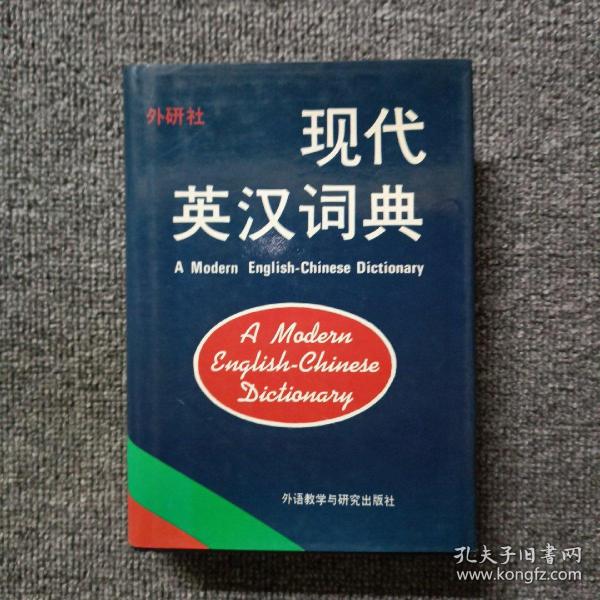 外研社
现代
英汉词典
A Modern English-Chinese Dictionary
A Modern
English-Chinese
Dictionary
外语教学与研究出版社
孔夫子旧書网
www.kongfz.com